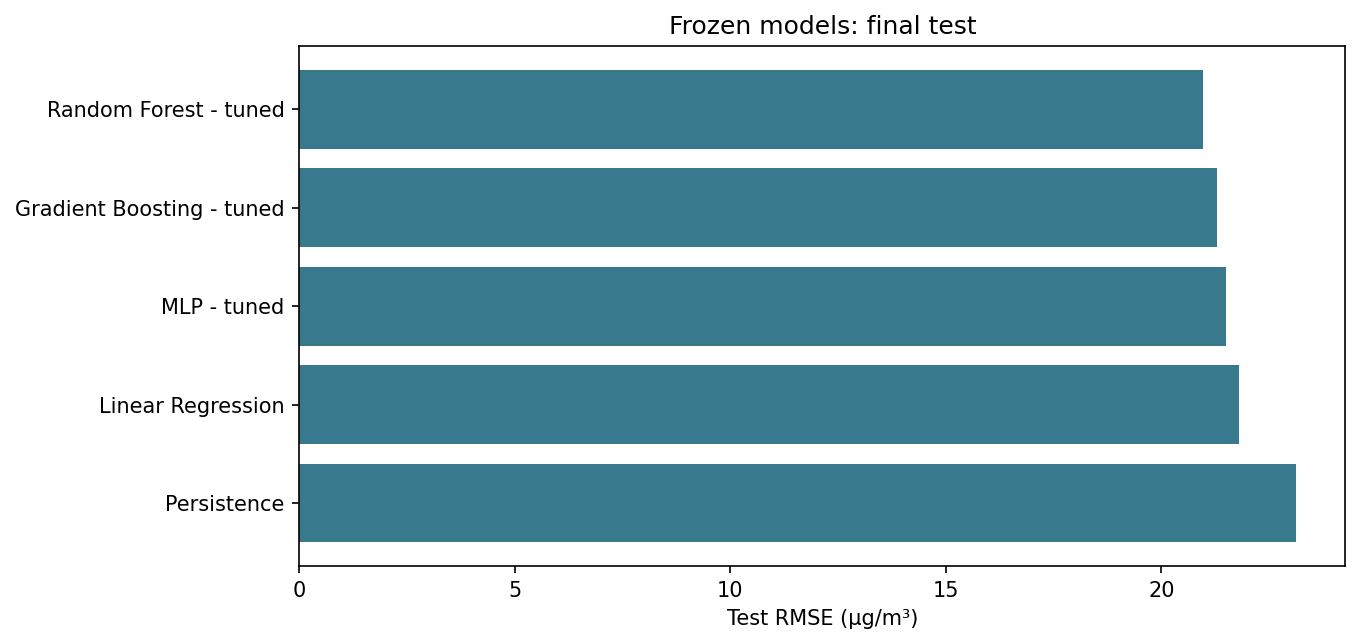 Frozen models: final test
Random Forest - tuned
Gradient Boosting - tuned
MLP - tuned
Linear Regression
Persistence
0 5 10 15 20
Test RMSE (µg/m³)